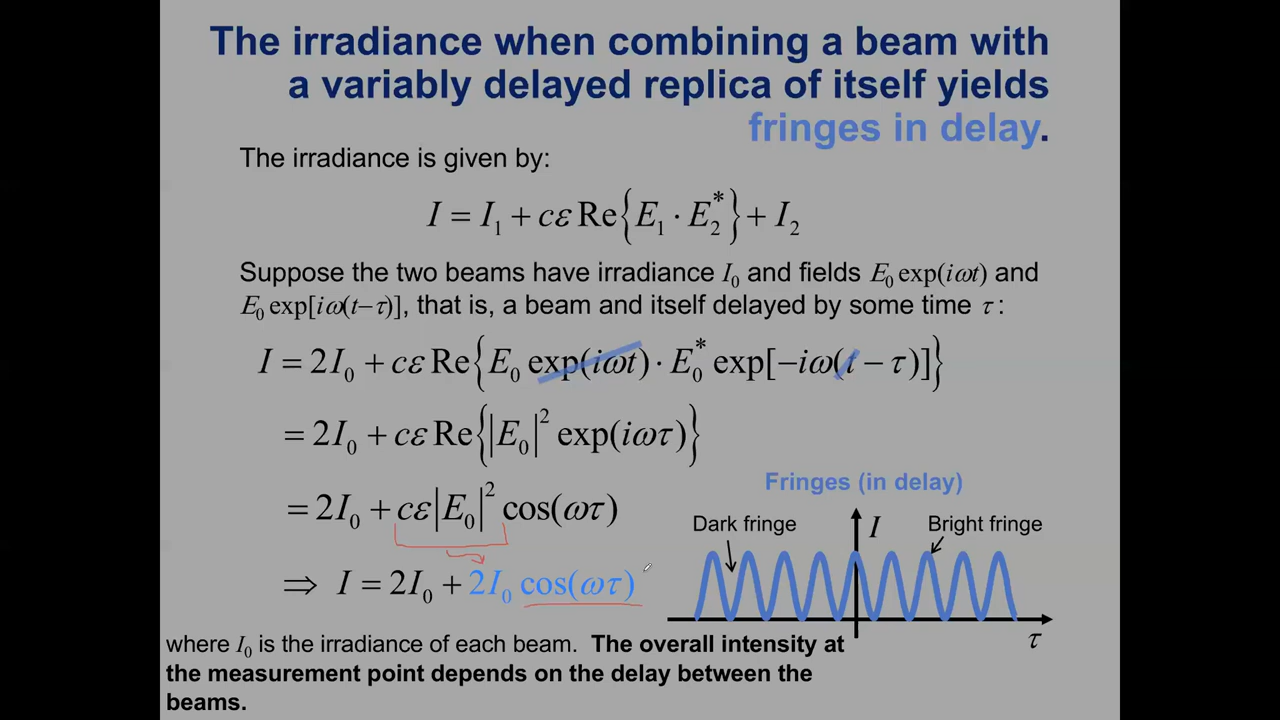 The irradiance when combining a beam with
a variably delayed replica of itself yields
fringes in delay.
The irradiance is given by:
I = I₁ + cε Re{E₁ · E₂*} + I₂
Suppose the two beams have irradiance I₀ and fields E₀ exp(iωt) and
E₀ exp[iω(t−τ)], that is, a beam and itself delayed by some time τ :
I = 2I₀ + cε Re{E₀ exp(iωt) · E₀* exp[−iω(t − τ)]}
= 2I₀ + cε Re{|E₀|² exp(iωτ)}
= 2I₀ + cε|E₀|² cos(ωτ)
⇒ I = 2I₀ + 2I₀ cos(ωτ)
Fringes (in delay)
Dark fringe
I
Bright fringe
τ
where I₀ is the irradiance of each beam. The overall intensity at
the measurement point depends on the delay between the
beams.